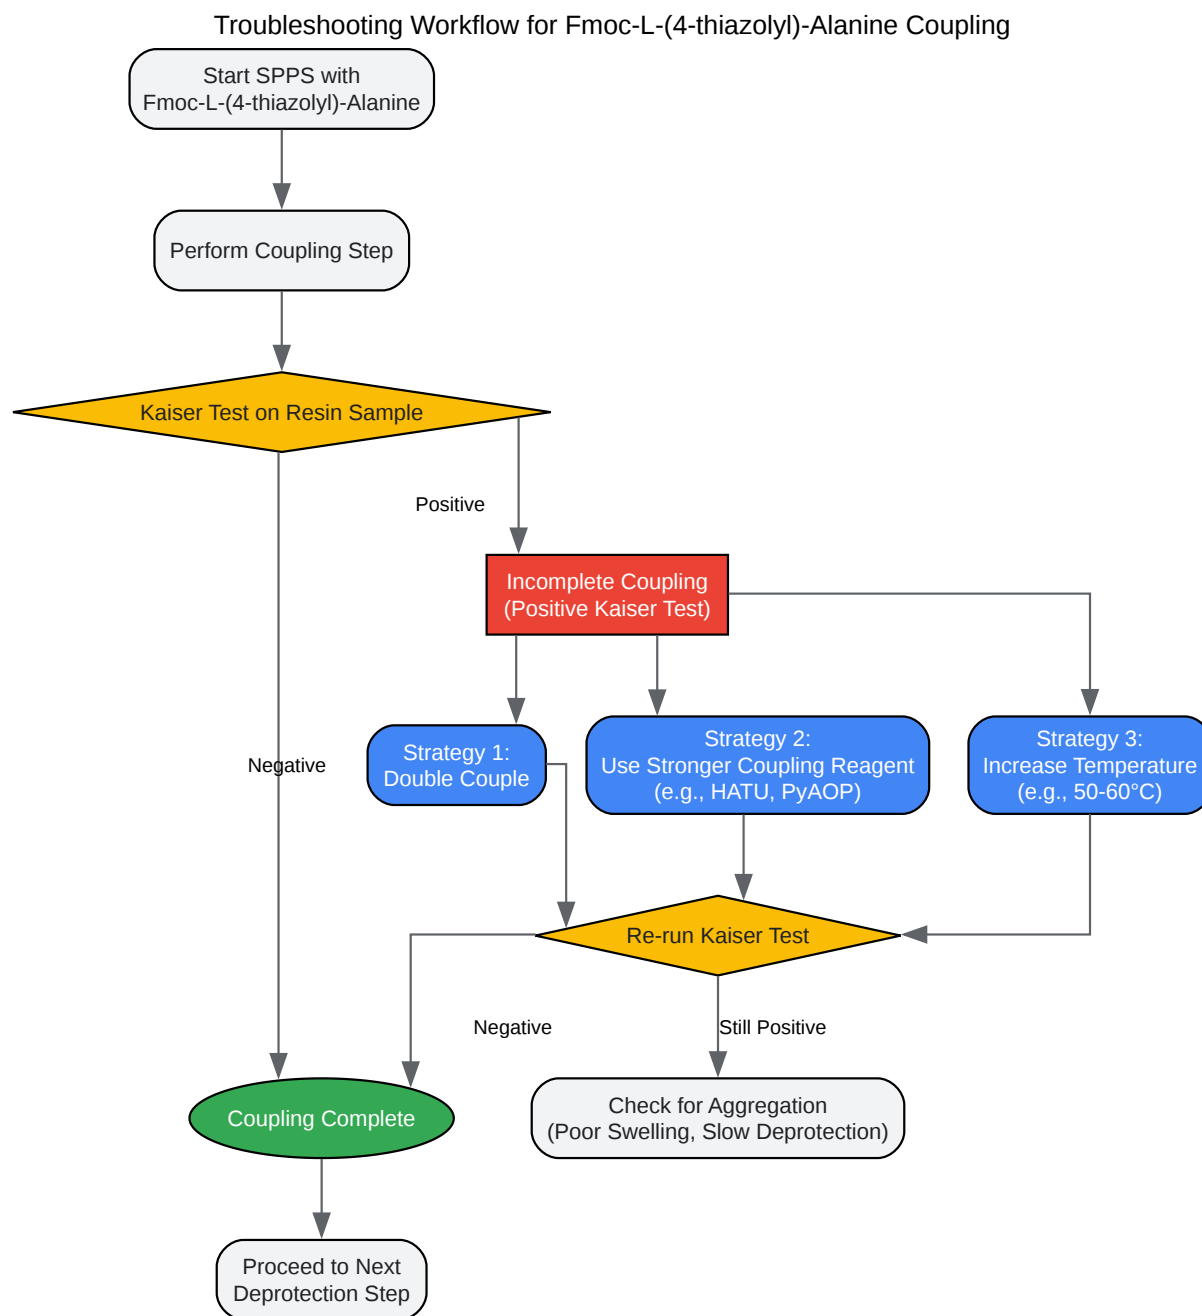 Troubleshooting Workflow for Fmoc-L-(4-thiazolyl)-Alanine Coupling
Start SPPS with
Fmoc-L-(4-thiazolyl)-Alanine
Perform Coupling Step
Kaiser Test on Resin Sample
Positive
Incomplete Coupling
(Positive Kaiser Test)
Negative
Strategy 1:
Double Couple
Strategy 2:
Use Stronger Coupling Reagent
(e.g., HATU, PyAOP)
Strategy 3:
Increase Temperature
(e.g., 50-60°C)
Re-run Kaiser Test
Negative
Still Positive
Coupling Complete
Check for Aggregation
(Poor Swelling, Slow Deprotection)
Proceed to Next
Deprotection Step